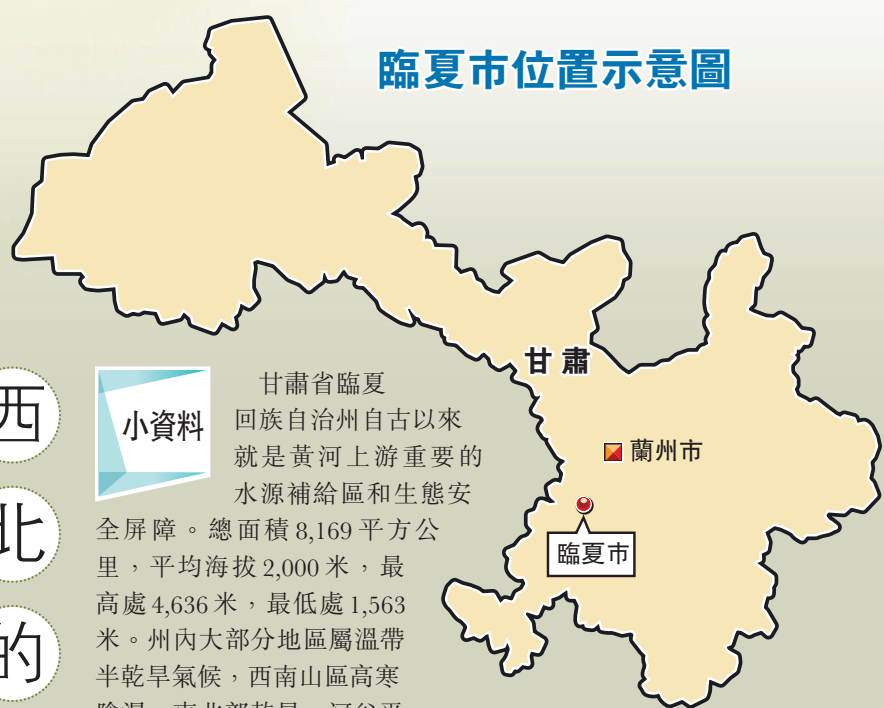 臨夏市位置示意圖
甘肅
蘭州市
臨夏市
西
北
的
小資料
甘肅省臨夏
回族自治州自古以來
就是黃河上游重要的
水源補給區和生態安
全屏障。總面積8,169平方公
里，平均海拔2,000米，最
高處4,636米，最低處1,563
米。州內大部分地區屬溫帶
半乾旱氣候，西南山區高寒